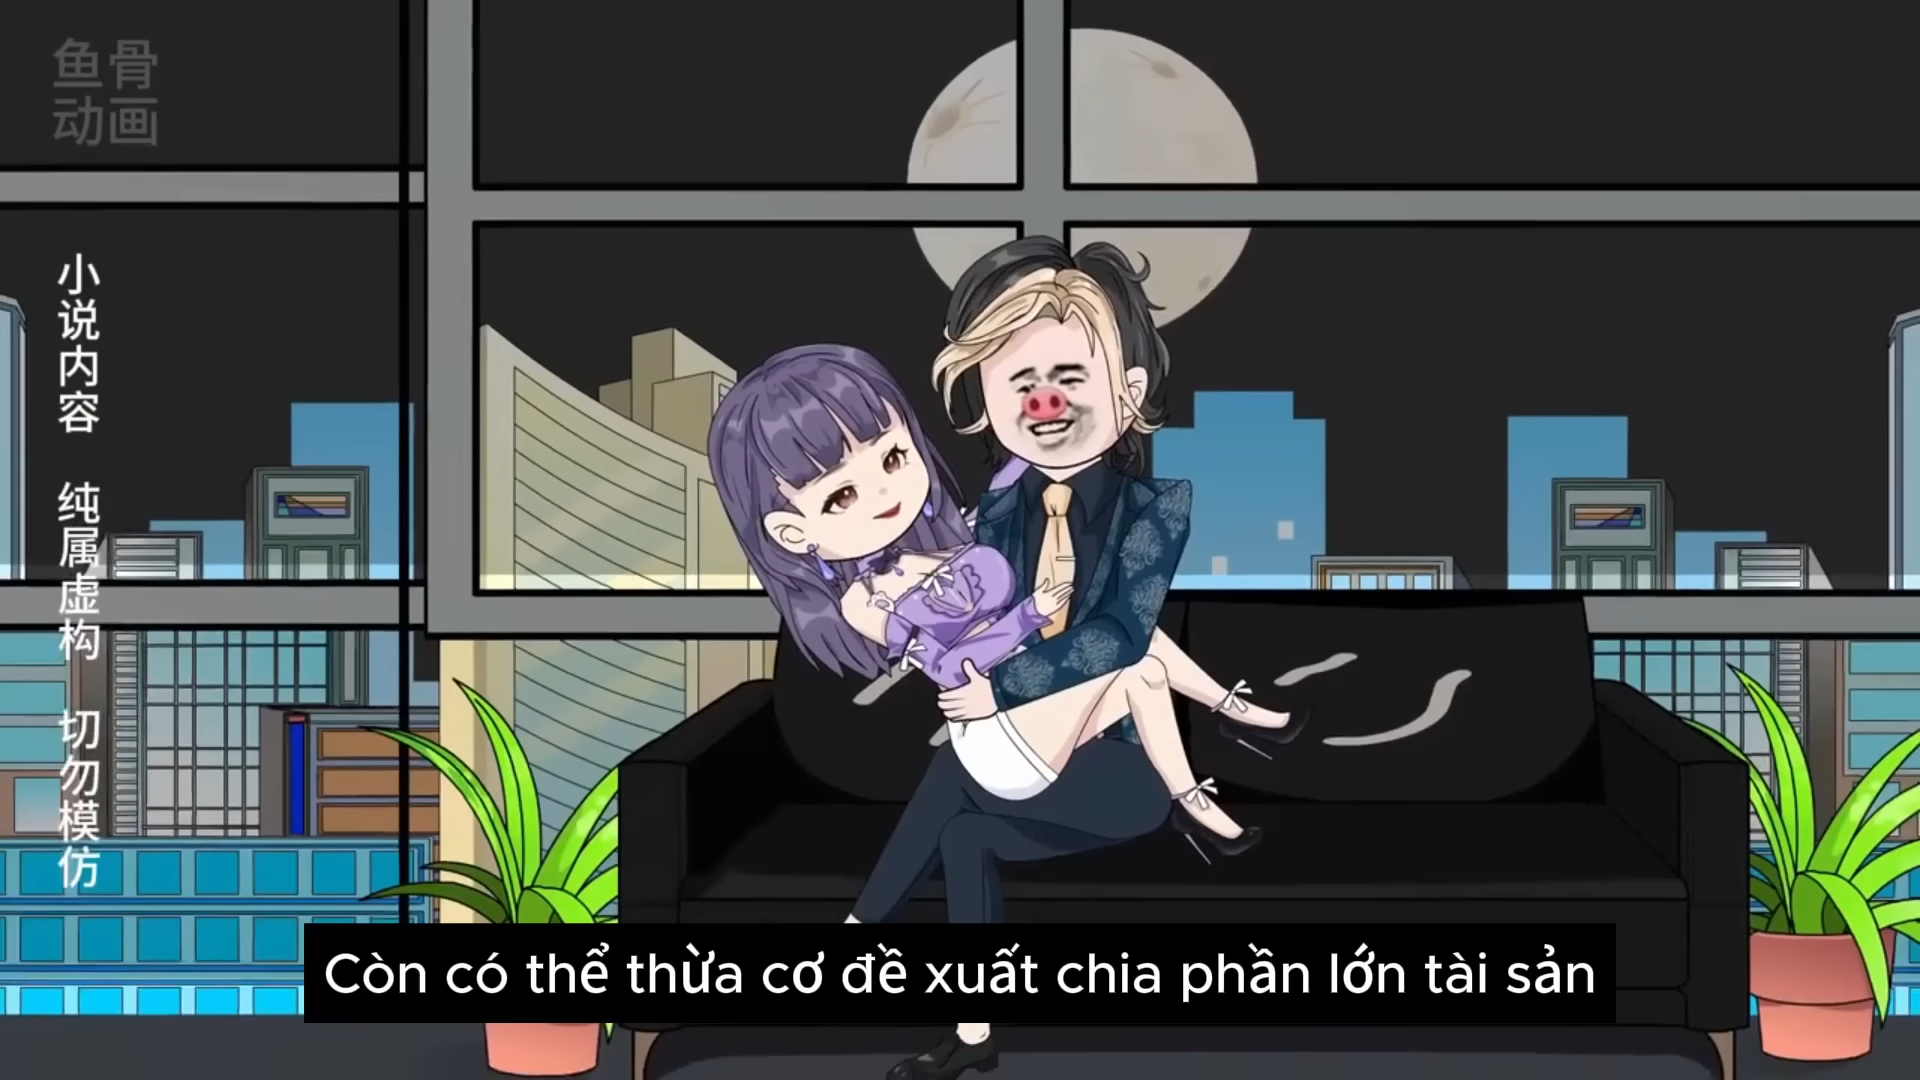 鱼骨
动画
小说内容 纯属虚构 切勿模仿
Còn có thể thừa cơ đề xuất chia phần lớn tài sản